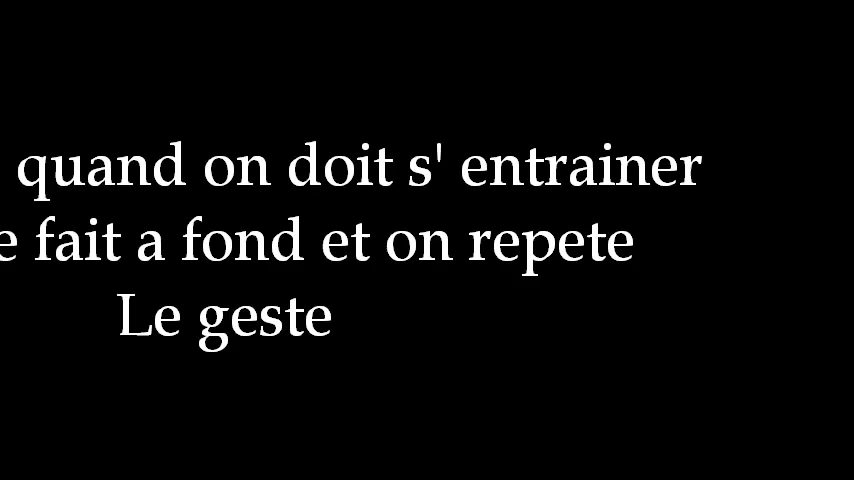 quand on doit s' entrainer
e fait a fond et on repete
Le geste